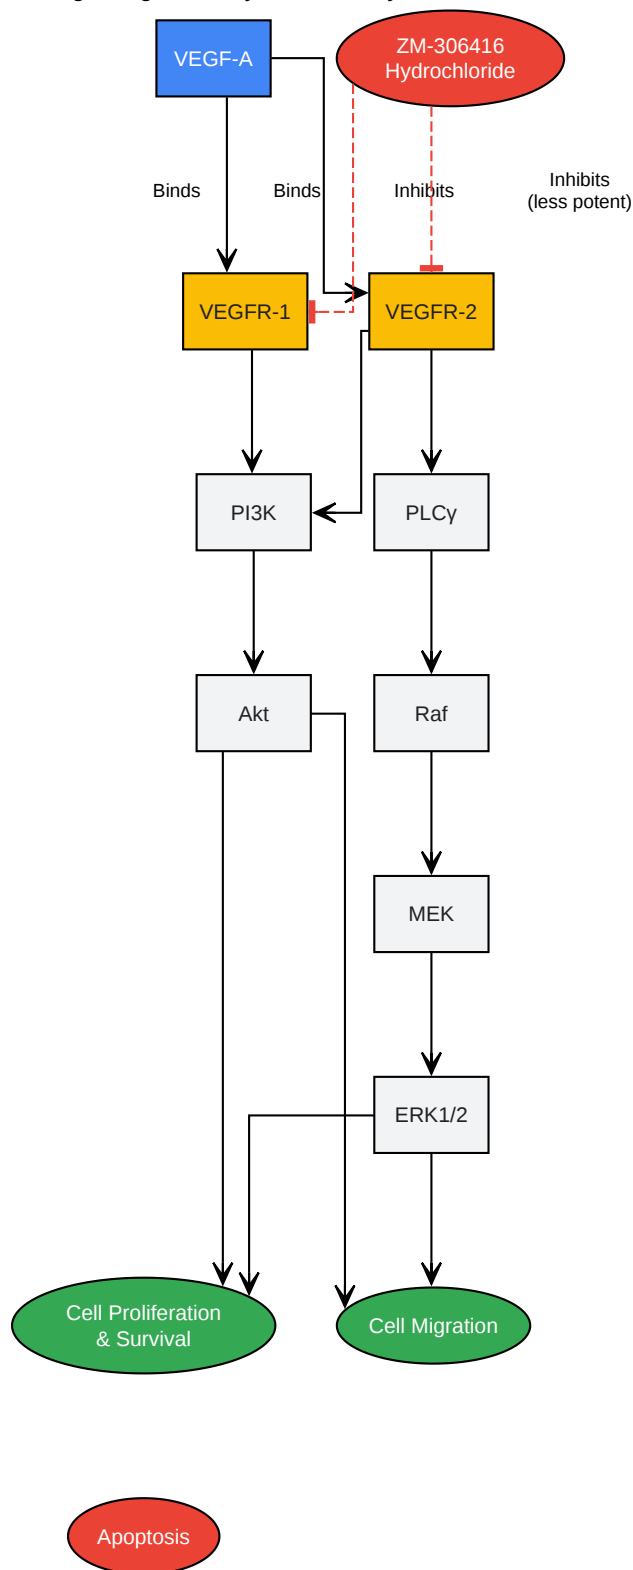 VEGF-A
ZM-306416
Hydrochloride
Binds
Binds
Inhibits
Inhibits
(less potent)
VEGFR-1
VEGFR-2
PI3K
PLCγ
Akt
Raf
MEK
ERK1/2
Cell Proliferation
& Survival
Cell Migration
Apoptosis